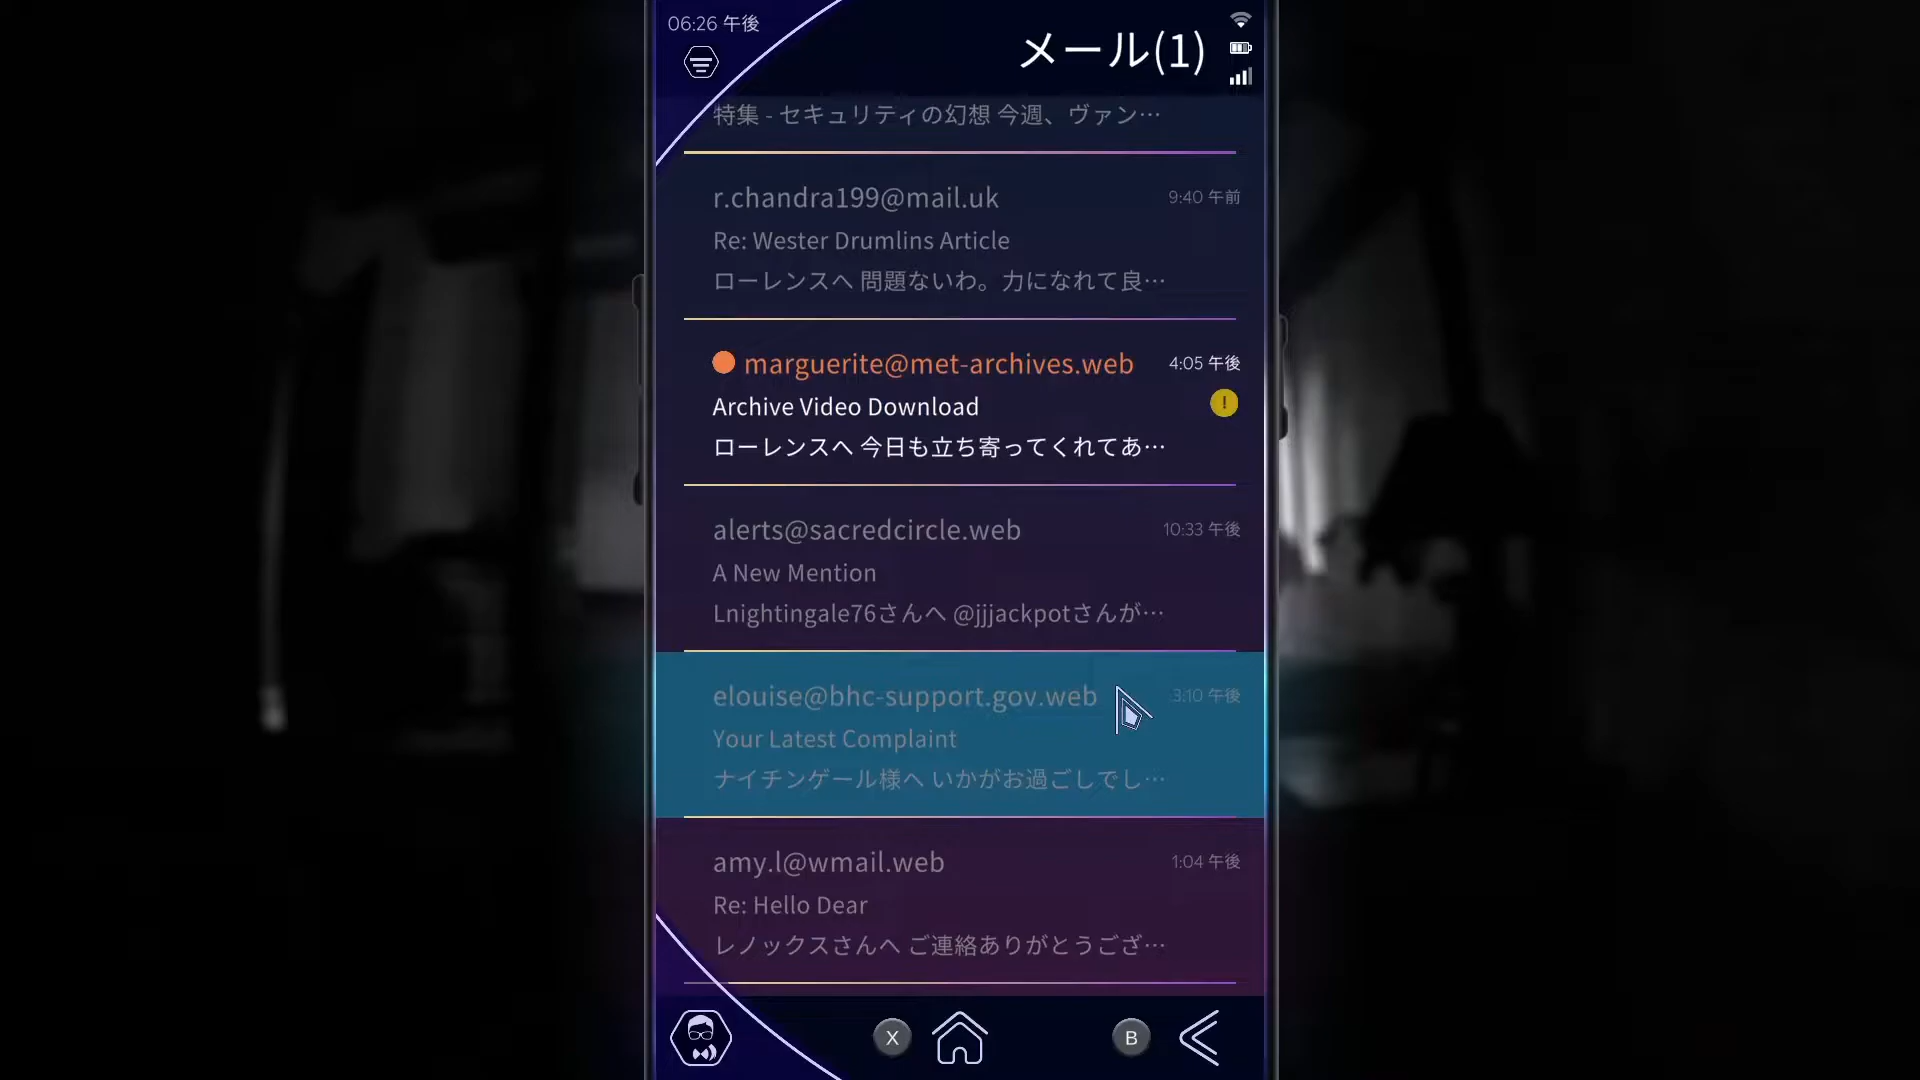 06:26 午後
メール(1)
特集 - セキュリティの幻想 今週、ヴァン…
r.chandra199@mail.uk
9:40 午前
Re: Wester Drumlins Article
ローレンスへ 問題ないわ。力になれて良…
marguerite@met-archives.web
4:05 午後
Archive Video Download
!
ローレンスへ 今日も立ち寄ってくれてあ…
alerts@sacredcircle.web
10:33 午後
A New Mention
Lnightingale76さんへ @jjjackpotさんが…
elouise@bhc-support.gov.web
3:10 午後
Your Latest Complaint
ナイチンゲール様へ いかがお過ごしでし…
amy.l@wmail.web
1:04 午後
Re: Hello Dear
レノックスさんへ ご連絡ありがとうござ…
X
B